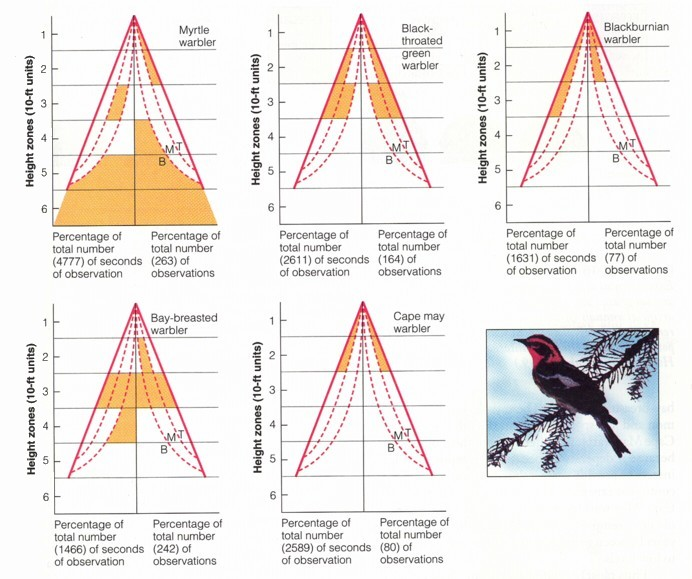 Myrtle
warbler
Height zones (10-ft units)
1
2
3
4
5
6
M T
B
Percentage of
total number
(4777) of seconds
of observation
Percentage of
total number
(263) of
observations
Black-
throated
green
warbler
Height zones (10-ft units)
1
2
3
4
5
6
M T
B
Percentage of
total number
(2611) of seconds
of observation
Percentage of
total number
(164) of
observations
Blackburnian
warbler
Height zones (10-ft units)
1
2
3
4
5
6
M T
B
Percentage of
total number
(1631) of seconds
of observation
Percentage of
total number
(77) of
observations
Bay-breasted
warbler
Height zones (10-ft units)
1
2
3
4
5
6
M T
B
Percentage of
total number
(1466) of seconds
of observation
Percentage of
total number
(242) of
observations
Cape may
warbler
Height zones (10-ft units)
1
2
3
4
5
6
M T
B
Percentage of
total number
(2589) of seconds
of observation
Percentage of
total number
(80) of
observations